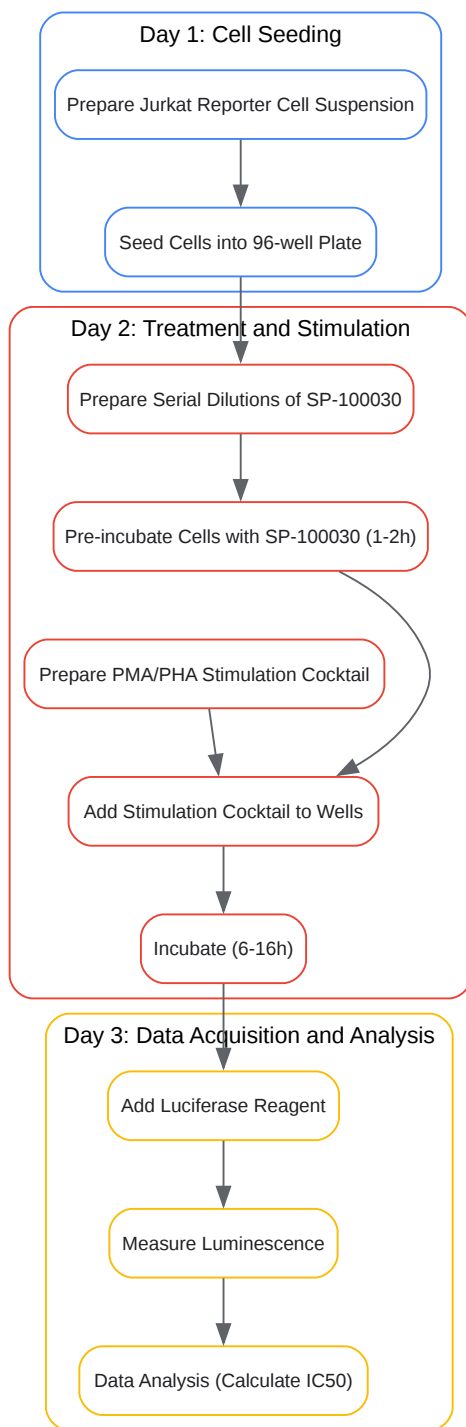 Day 1: Cell Seeding
Prepare Jurkat Reporter Cell Suspension
Seed Cells into 96-well Plate
Day 2: Treatment and Stimulation
Prepare Serial Dilutions of SP-100030
Pre-incubate Cells with SP-100030 (1-2h)
Prepare PMA/PHA Stimulation Cocktail
Add Stimulation Cocktail to Wells
Incubate (6-16h)
Day 3: Data Acquisition and Analysis
Add Luciferase Reagent
Measure Luminescence
Data Analysis (Calculate IC50)